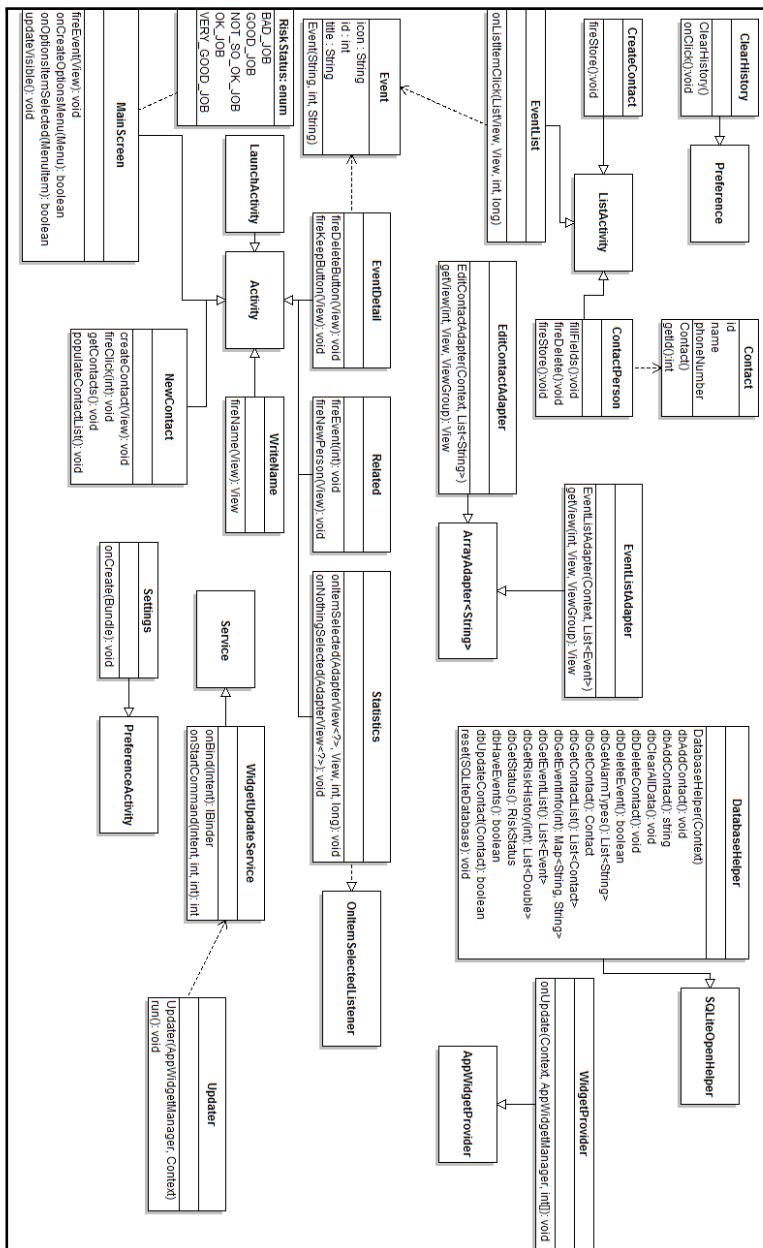 ClearHistory
ClearHistory()
onClick():void
Preference
CreateContact
fireStore():void
ListActivity
EventList
onListItemClick(ListView, View, int, long)
Contact
id
name
phoneNumber
Contact()
getId():int
ContactPerson
fillFields():void
fireDelete():void
fireStore():void
EventListAdapter
EventListAdapter(Context, List<Event>)
getView(int, View, ViewGroup): View
EditContactAdapter
EditContactAdapter(Context, List<String>)
getView(int, View, ViewGroup): View
ArrayAdapter<String>
DatabaseHelper
DatabaseHelper(Context)
dbAddContact(): void
dbAddContact(): string
dbClearAllData(): void
dbDeleteContact(): void
dbDeleteEvent(): boolean
dbGetAlarmTypes(): List<String>
dbGetContact(): Contact
dbGetContactList(): List<Contact>
dbGetEventInfo(int): Map<String, String>
dbGetEventList(): List<Event>
dbGetRiskHistory(int): List<Double>
dbGetStatus(): RiskStatus
dbHaveEvents(): boolean
dbUpdateContact(Contact): boolean
reset(SQLiteDatabase): void
SQLiteOpenHelper
WidgetProvider
onUpdate(Context, AppWidgetManager, int[]): void
AppWidgetProvider
Event
icon : String
id : int
title : String
Event(String, int, String)
EventDetail
fireDeleteButton(View): void
fireKeepButton(View): void
Related
fireEvent(int): void
fireNewPerson(View): void
Statistics
onItemSelected(AdapterView<?>, View, int, long): void
onNothingSelected(AdapterView<?>): void
OnItemSelectedListener
RiskStatus: enum
BAD_JOB
GOOD_JOB
NOT_SO_OK_JOB
OK_JOB
VERY_GOOD_JOB
LaunchActivity
Activity
WriteName
fireName(View): View
Service
WidgetUpdateService
onBind(Intent): IBinder
onStartCommand(Intent, int, int): int
Updater
Updater(AppWidgetManager, Context)
run(): void
MainScreen
fireEvent(View): void
onCreateOptionsMenu(Menu): boolean
onOptionsItemSelected(MenuItem): boolean
updateVisible(): void
NewContact
createContact(View): void
fireClick(int): void
getContacts(): void
populateContactList(): void
Settings
onCreate(Bundle): void
PreferenceActivity